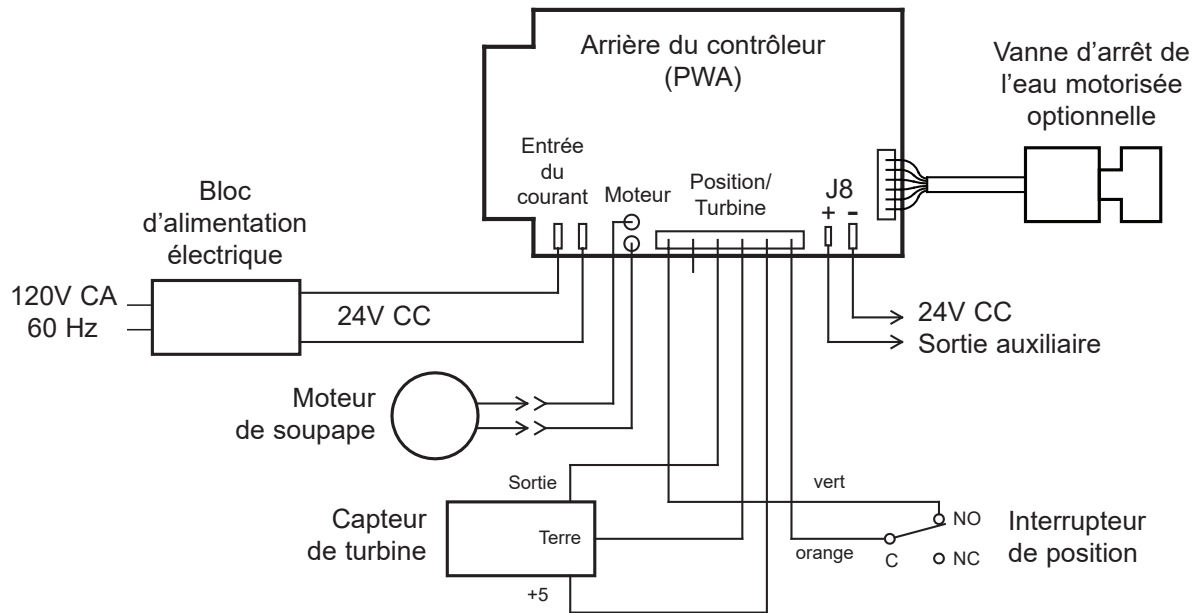 Arrière du contrôleur
(PWA)
Vanne d’arrêt de
l’eau motorisée
optionnelle
Entrée
du
courant
Moteur
Position/
Turbine
J8
+ -
Bloc
d’alimentation
électrique
120V CA
60 Hz
24V CC
24V CC
Sortie auxiliaire
Moteur
de soupape
Sortie
vert
Capteur
de turbine
Terre
orange
C
NO
NC
Interrupteur
de position
+5